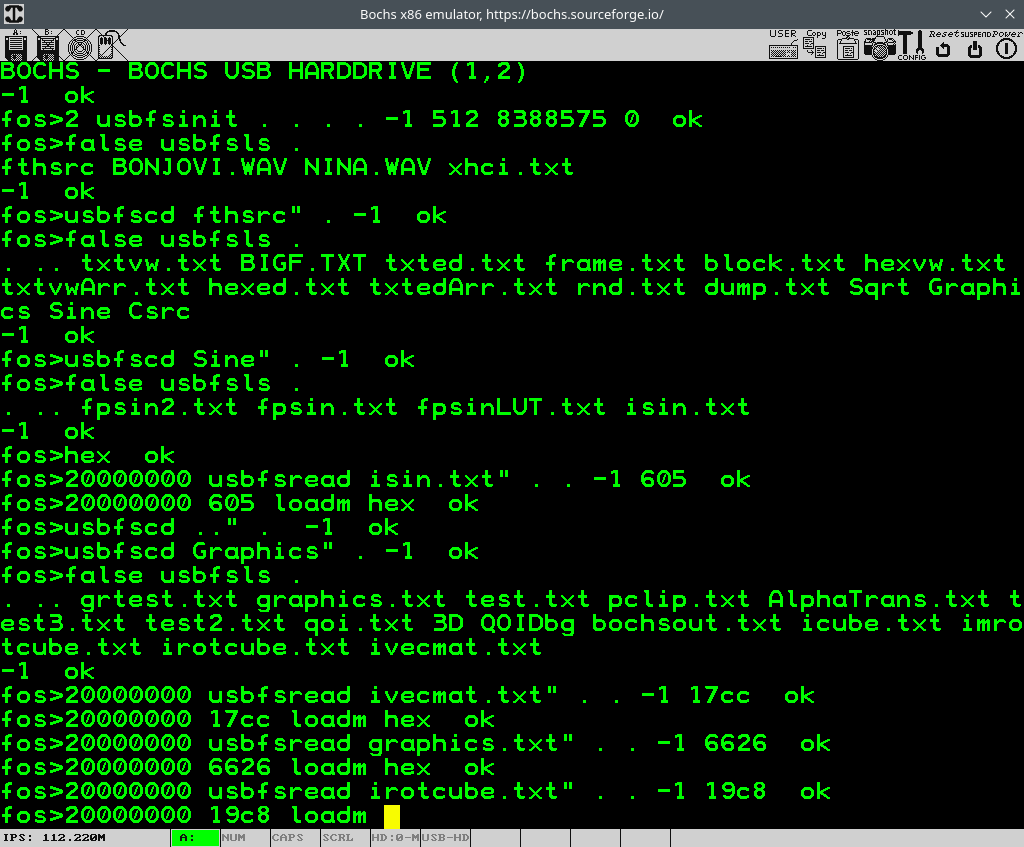 Bochs x86 emulator, https://bochs.sourceforge.io/
A: B: CD USER Copy Paste Snapshot CONFIG Reset SUSPEND Power
BOCHS - BOCHS USB HARDDRIVE (1,2)
-1  ok
fos>2 usbfsinit . . . . -1 512 8388575 0  ok
fos>false usbfsls .
fthsrc BONJOVI.WAV NINA.WAV xhci.txt
-1  ok
fos>usbfscd fthsrc" . -1  ok
fos>false usbfsls .
. .. txtvw.txt BIGF.TXT txted.txt frame.txt block.txt hexvw.txt
txtvwArr.txt hexed.txt txtedArr.txt rnd.txt dump.txt Sqrt Graphi
cs Sine Csrc
-1  ok
fos>usbfscd Sine" . -1  ok
fos>false usbfsls .
. .. fpsin2.txt fpsin.txt fpsinLUT.txt isin.txt
-1  ok
fos>hex  ok
fos>20000000 usbfsread isin.txt" . . -1 605  ok
fos>20000000 605 loadm hex  ok
fos>usbfscd .." .  -1  ok
fos>usbfscd Graphics" . -1  ok
fos>false usbfsls .
. .. grtest.txt graphics.txt test.txt pclip.txt AlphaTrans.txt t
est3.txt test2.txt qoi.txt 3D QOIDbg bochsout.txt icube.txt imro
tcube.txt irotcube.txt ivecmat.txt
-1  ok
fos>20000000 usbfsread ivecmat.txt" . . -1 17cc  ok
fos>20000000 17cc loadm hex  ok
fos>20000000 usbfsread graphics.txt" . . -1 6626  ok
fos>20000000 6626 loadm hex  ok
fos>20000000 usbfsread irotcube.txt" . . -1 19c8  ok
fos>20000000 19c8 loadm
IPS: 112.220M A: NUM CAPS SCRL HD:0-M USB-HD